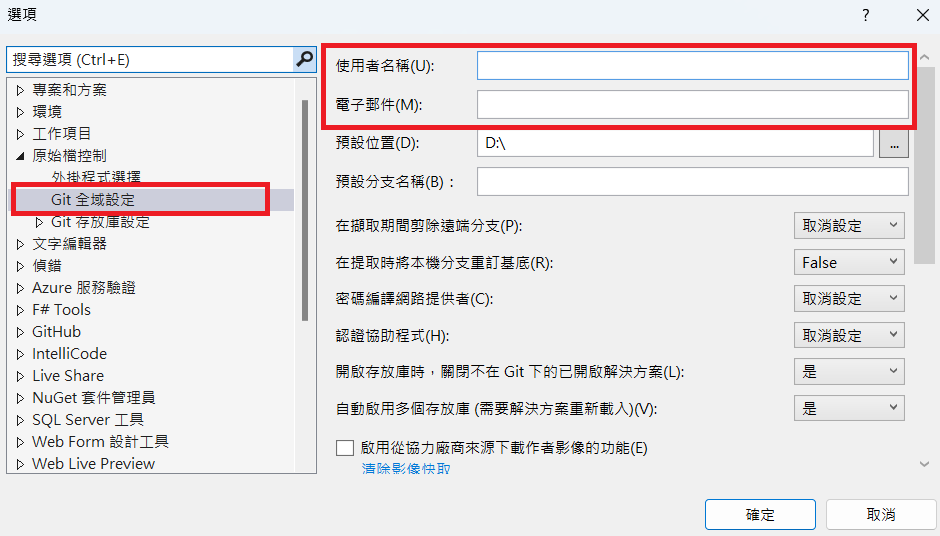 選項
?
搜尋選項 (Ctrl+E)
專案和方案
環境
工作項目
原始檔控制
外掛程式選擇
Git 全域設定
Git 存放庫設定
文字編輯器
偵錯
Azure 服務驗證
F# Tools
GitHub
IntelliCode
Live Share
NuGet 套件管理員
SQL Server 工具
Web Form 設計工具
Web Live Preview
使用者名稱(U):
電子郵件(M):
預設位置(D): D:\ ...
預設分支名稱(B)：
在擷取期間剪除遠端分支(P): 取消設定
在提取時將本機分支重訂基底(R): False
密碼編譯網路提供者(C): 取消設定
認證協助程式(H): 取消設定
開啟存放庫時，關閉不在 Git 下的已開啟解決方案(L): 是
自動啟用多個存放庫 (需要解決方案重新載入)(V): 是
啟用從協力廠商來源下載作者影像的功能(E)
清除影像快取
確定 取消